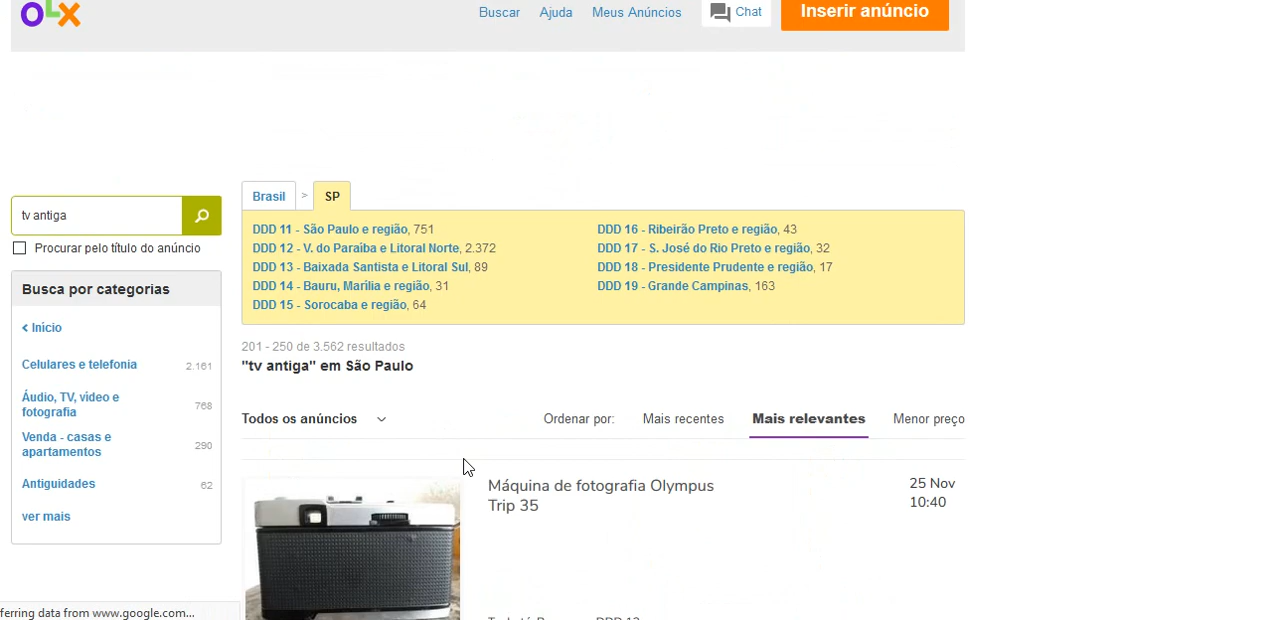 OLX
Buscar Ajuda Meus Anúncios Chat Inserir anúncio
Brasil > SP
tv antiga
Procurar pelo título do anúncio
DDD 11 - São Paulo e região, 751
DDD 12 - V. do Paraíba e Litoral Norte, 2.372
DDD 13 - Baixada Santista e Litoral Sul, 89
DDD 14 - Bauru, Marília e região, 31
DDD 15 - Sorocaba e região, 64
DDD 16 - Ribeirão Preto e região, 43
DDD 17 - S. José do Rio Preto e região, 32
DDD 18 - Presidente Prudente e região, 17
DDD 19 - Grande Campinas, 163
Busca por categorias
< Início
Celulares e telefonia 2.161
Áudio, TV, vídeo e
fotografia 768
Venda - casas e
apartamentos 290
Antiguidades 62
ver mais
201 - 250 de 3.562 resultados
"tv antiga" em São Paulo
Todos os anúncios Ordenar por: Mais recentes Mais relevantes Menor preço
Máquina de fotografia Olympus
Trip 35
25 Nov
10:40
ferring data from www.google.com...